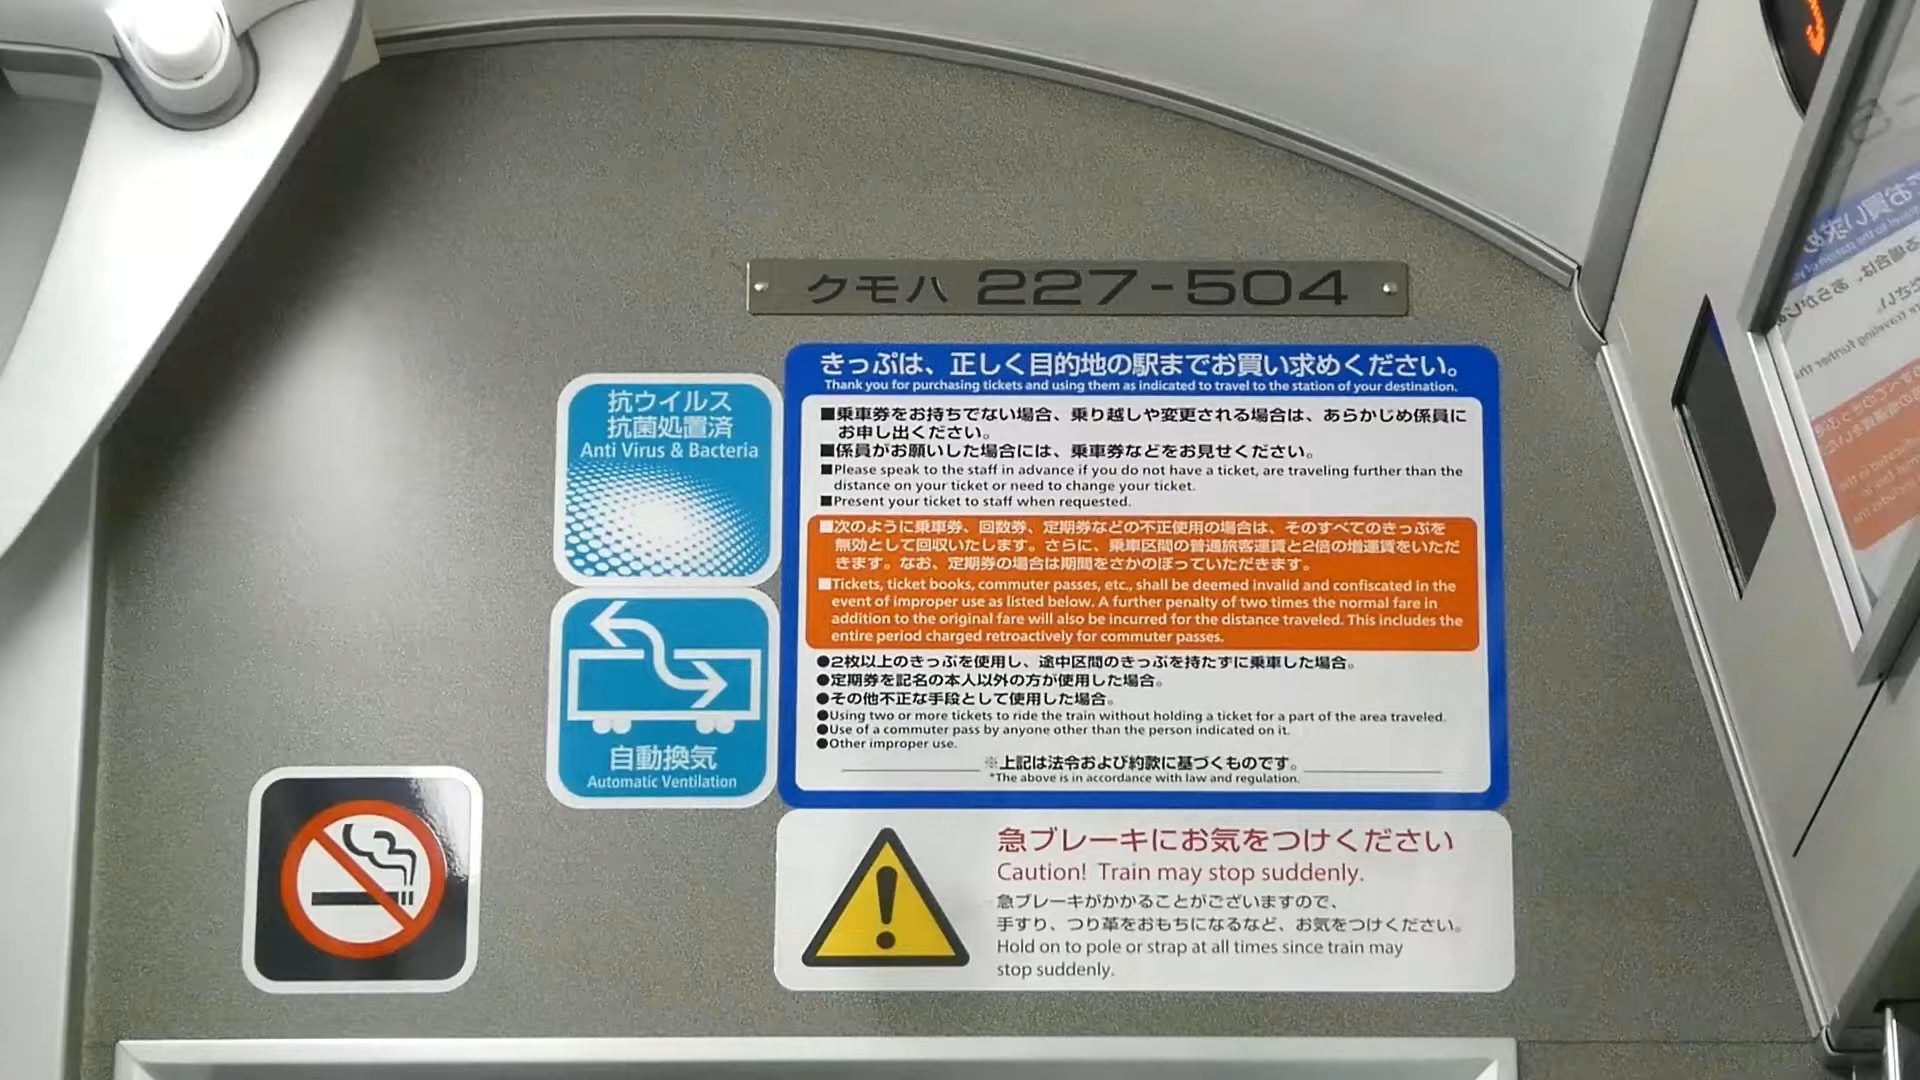 クモハ 227-504
きっぷは、正しく目的地の駅までお買い求めください。
Thank you for purchasing tickets and using them as indicated to travel to the station of your destination.
■乗車券をお持ちでない場合、乗り越しや変更される場合は、あらかじめ係員に
お申し出ください。
■係員がお願いした場合には、乗車券などをお見せください。
■Please speak to the staff in advance if you do not have a ticket, are traveling further than the
distance on your ticket or need to change your ticket.
■Present your ticket to staff when requested.
■次のように乗車券、回数券、定期券などの不正使用の場合は、そのすべてのきっぷを
無効として回収いたします。さらに、乗車区間の普通旅客運賃と2倍の増運賃をいただ
きます。なお、定期券の場合は期間をさかのぼっていただきます。
■Tickets, ticket books, commuter passes, etc., shall be deemed invalid and confiscated in the
event of improper use as listed below. A further penalty of two times the normal fare in
addition to the original fare will also be incurred for the distance traveled. This includes the
entire period charged retroactively for commuter passes.
●2枚以上のきっぷを使用し、途中区間のきっぷを持たずに乗車した場合。
●定期券を記名の本人以外の方が使用した場合。
●その他不正な手段として使用した場合。
●Using two or more tickets to ride the train without holding a ticket for a part of the area traveled.
●Use of a commuter pass by anyone other than the person indicated on it.
●Other improper use.
※上記は法令および約款に基づくものです。
*The above is in accordance with law and regulation.
抗ウイルス
抗菌処置済
Anti Virus & Bacteria
自動換気
Automatic Ventilation
急ブレーキにお気をつけください
Caution! Train may stop suddenly.
急ブレーキがかかることがございますので、
手すり、つり革をおもちになるなど、お気をつけください。
Hold on to pole or strap at all times since train may
stop suddenly.